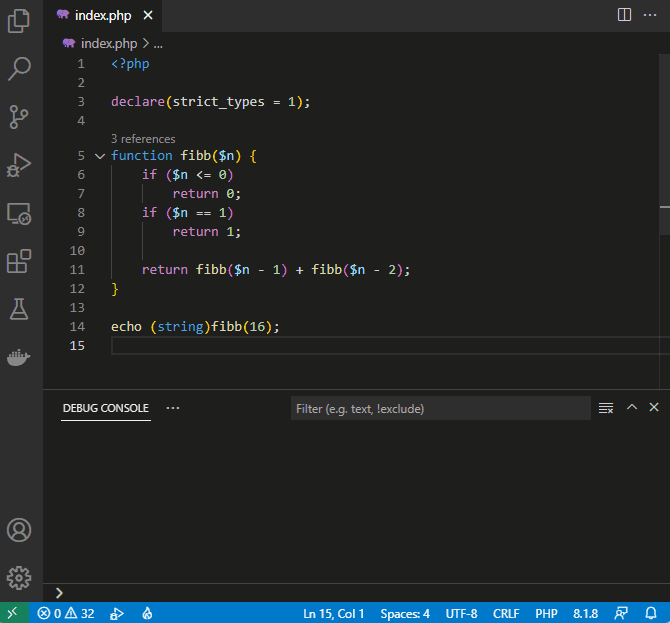 index.php
index.php > ...
1 <?php
2
3 declare(strict_types = 1);
4
3 references
5 function fibb($n) {
6 if ($n <= 0)
7 return 0;
8 if ($n == 1)
9 return 1;
10
11 return fibb($n - 1) + fibb($n - 2);
12 }
13
14 echo (string)fibb(16);
15
DEBUG CONSOLE ... Filter (e.g. text, !exclude)
0 32 Ln 15, Col 1 Spaces: 4 UTF-8 CRLF PHP 8.1.8